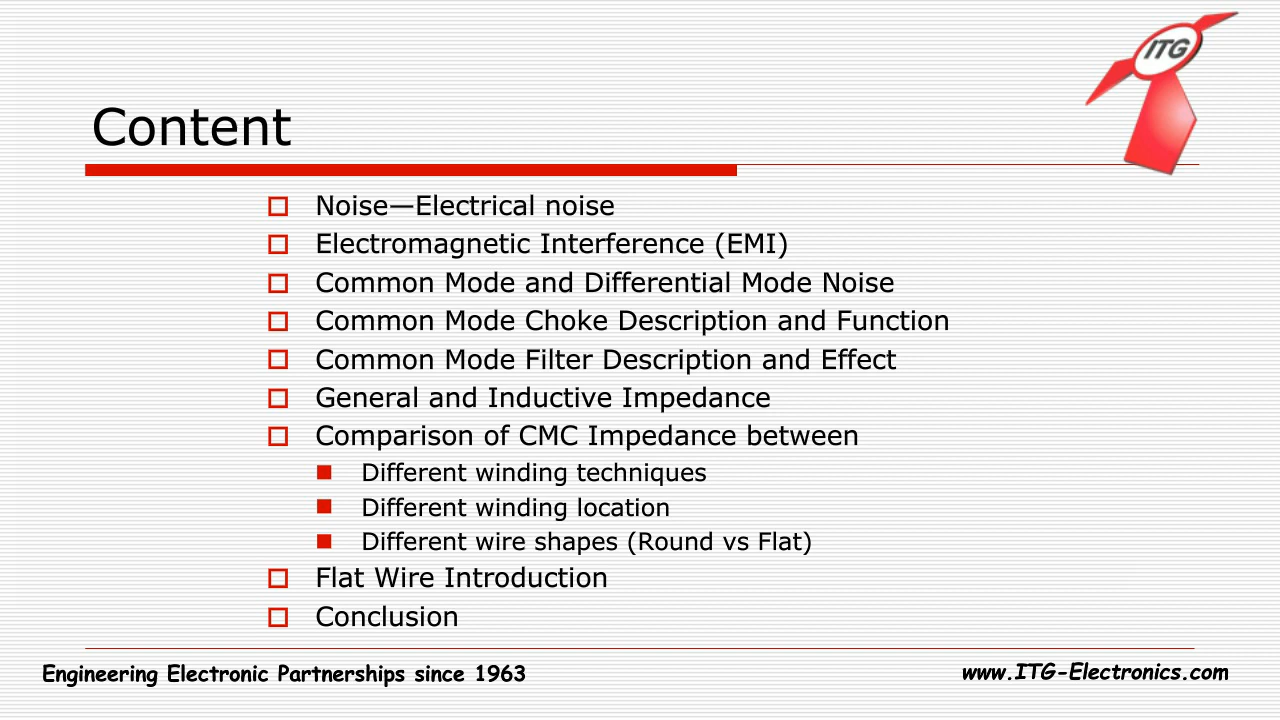 ITG
Content
Noise—Electrical noise
Electromagnetic Interference (EMI)
Common Mode and Differential Mode Noise
Common Mode Choke Description and Function
Common Mode Filter Description and Effect
General and Inductive Impedance
Comparison of CMC Impedance between
Different winding techniques
Different winding location
Different wire shapes (Round vs Flat)
Flat Wire Introduction
Conclusion
Engineering Electronic Partnerships since 1963
www.ITG-Electronics.com